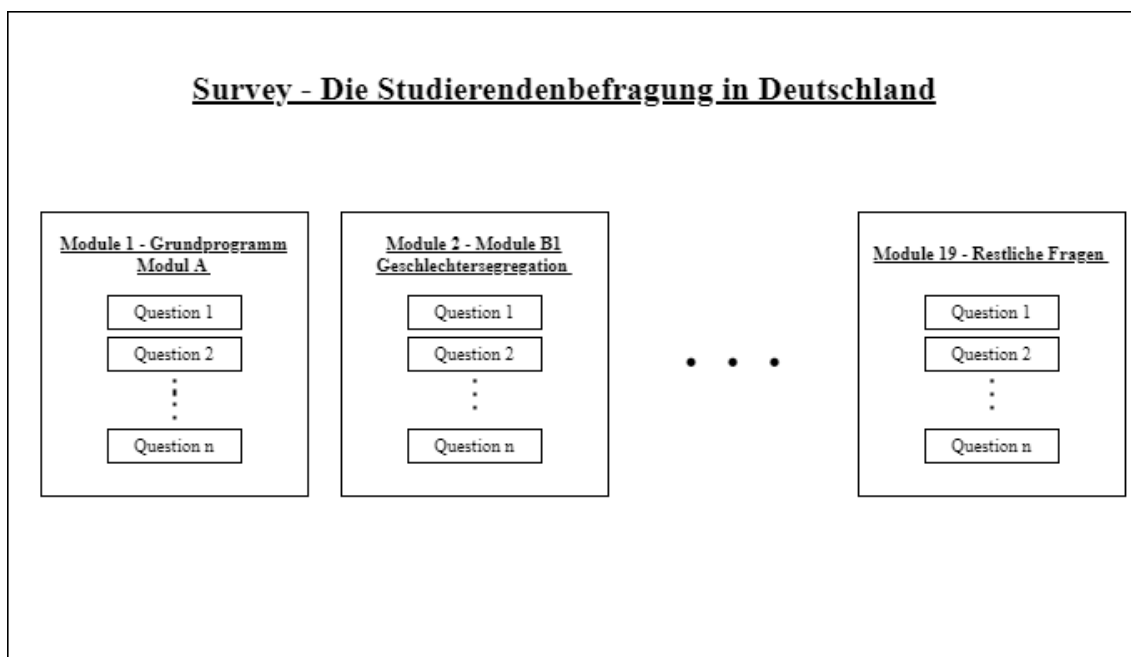 Survey - Die Studierendenbefragung in Deutschland
Module 1 - Grundprogramm
Modul A
Question 1
Question 2
Question n
Module 2 - Module B1
Geschlechtersegregation
Question 1
Question 2
Question n
Module 19 - Restliche Fragen
Question 1
Question 2
Question n